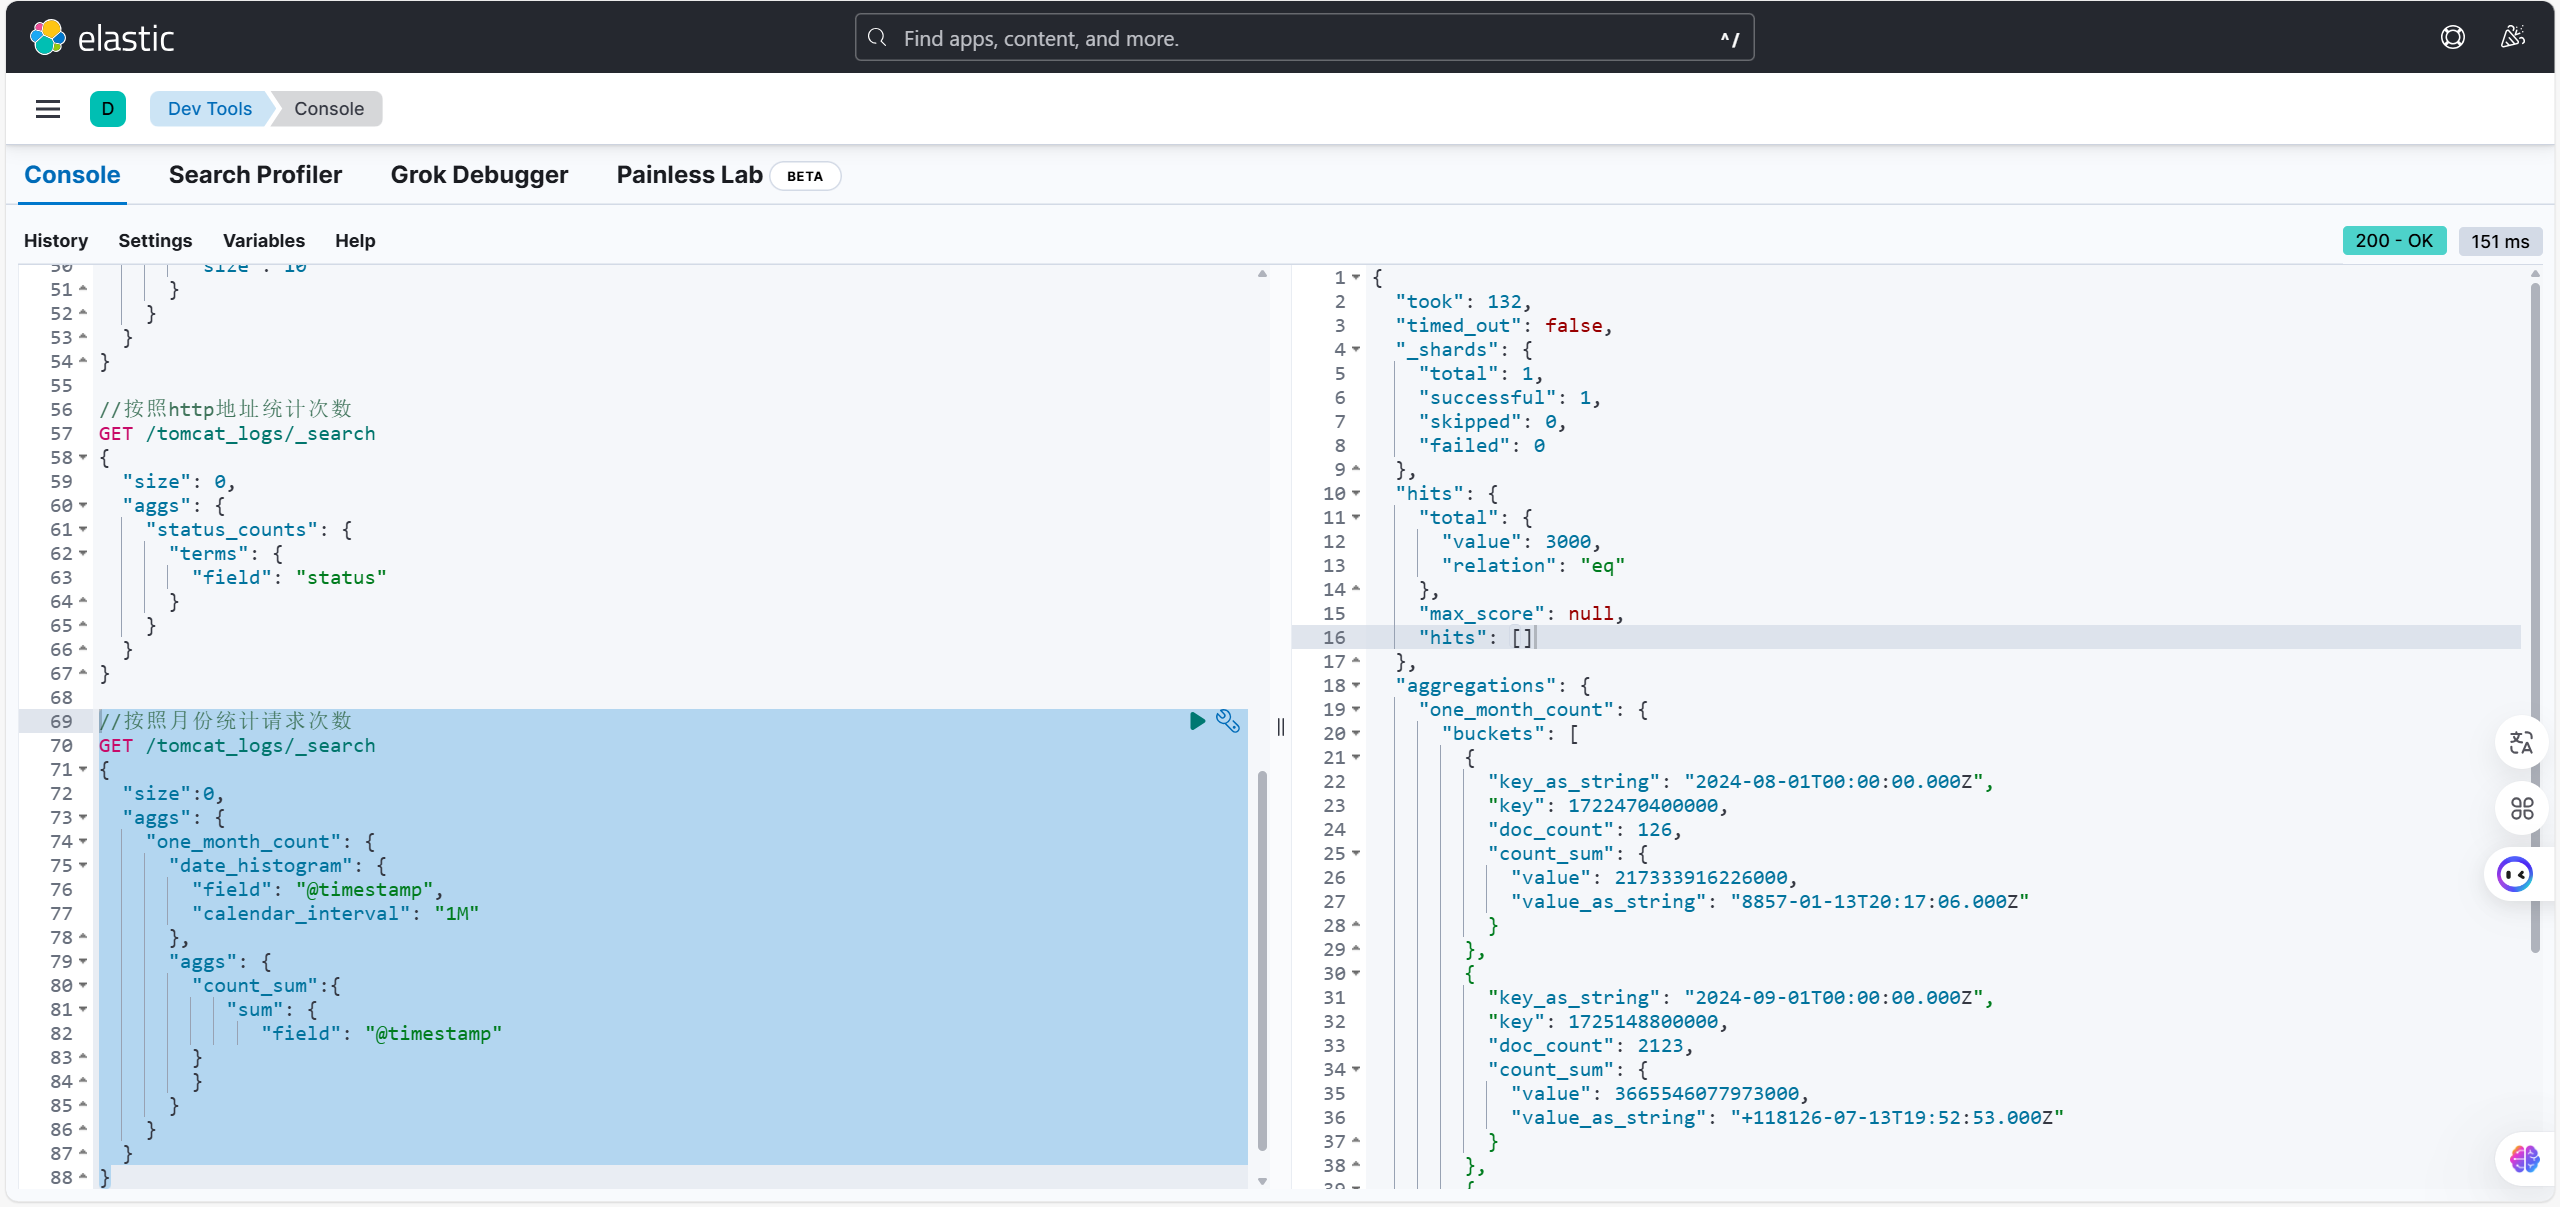 elastic
Find apps, content, and more.
^/
D
Dev Tools
Console
Console
Search Profiler
Grok Debugger
Painless Lab
BETA
History
Settings
Variables
Help
200 - OK
151 ms
50 "size": 10
51 }
52 }
53 }
54 }
55
56 //按照http地址统计次数
57 GET /tomcat_logs/_search
58 {
59 "size": 0,
60 "aggs": {
61 "status_counts": {
62 "terms": {
63 "field": "status"
64 }
65 }
66 }
67 }
68
69 //按照月份统计请求次数
70 GET /tomcat_logs/_search
71 {
72 "size":0,
73 "aggs": {
74 "one_month_count": {
75 "date_histogram": {
76 "field": "@timestamp",
77 "calendar_interval": "1M"
78 },
79 "aggs": {
80 "count_sum":{
81 "sum": {
82 "field": "@timestamp"
83 }
84 }
85 }
86 }
87 }
88 }
1 {
2 "took": 132,
3 "timed_out": false,
4 "_shards": {
5 "total": 1,
6 "successful": 1,
7 "skipped": 0,
8 "failed": 0
9 },
10 "hits": {
11 "total": {
12 "value": 3000,
13 "relation": "eq"
14 },
15 "max_score": null,
16 "hits": []
17 },
18 "aggregations": {
19 "one_month_count": {
20 "buckets": [
21 {
22 "key_as_string": "2024-08-01T00:00:00.000Z",
23 "key": 1722470400000,
24 "doc_count": 126,
25 "count_sum": {
26 "value": 217333916226000,
27 "value_as_string": "8857-01-13T20:17:06.000Z"
28 }
29 },
30 {
31 "key_as_string": "2024-09-01T00:00:00.000Z",
32 "key": 1725148800000,
33 "doc_count": 2123,
34 "count_sum": {
35 "value": 3665546077973000,
36 "value_as_string": "+118126-07-13T19:52:53.000Z"
37 }
38 },
39 {